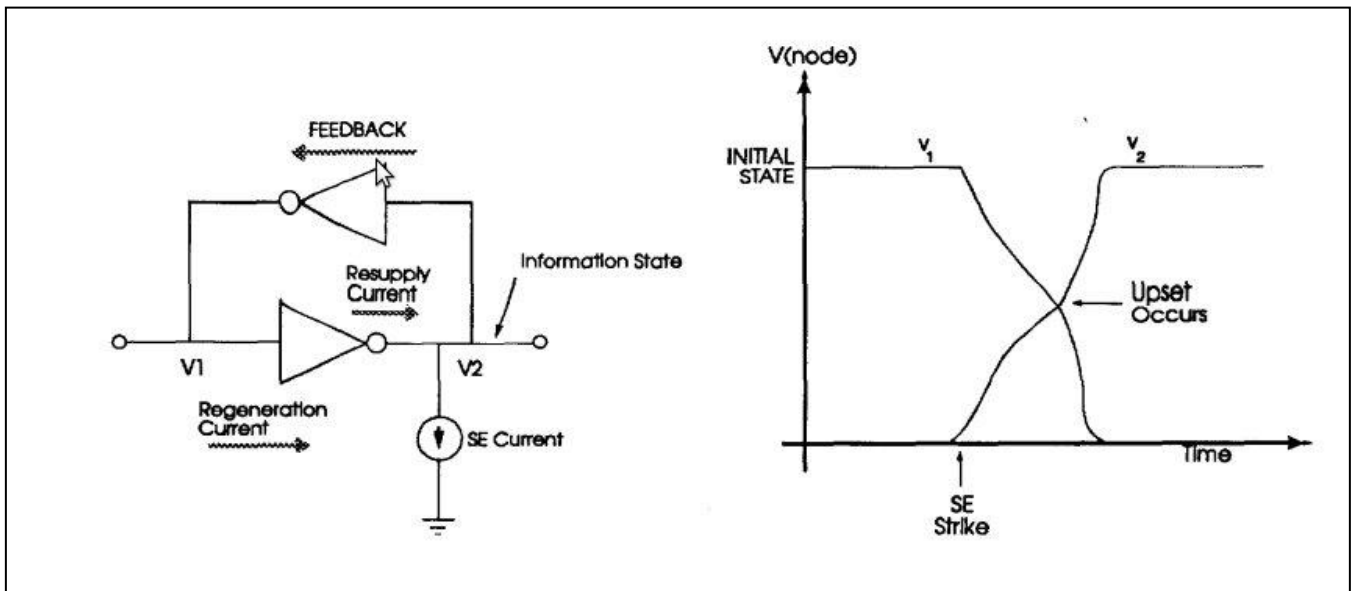 FEEDBACK
Resupply
Current
Information State
V1
V2
Regeneration
Current
SE Current
V(node)
INITIAL
STATE
V1
V2
Upset
Occurs
Time
SE
Strike